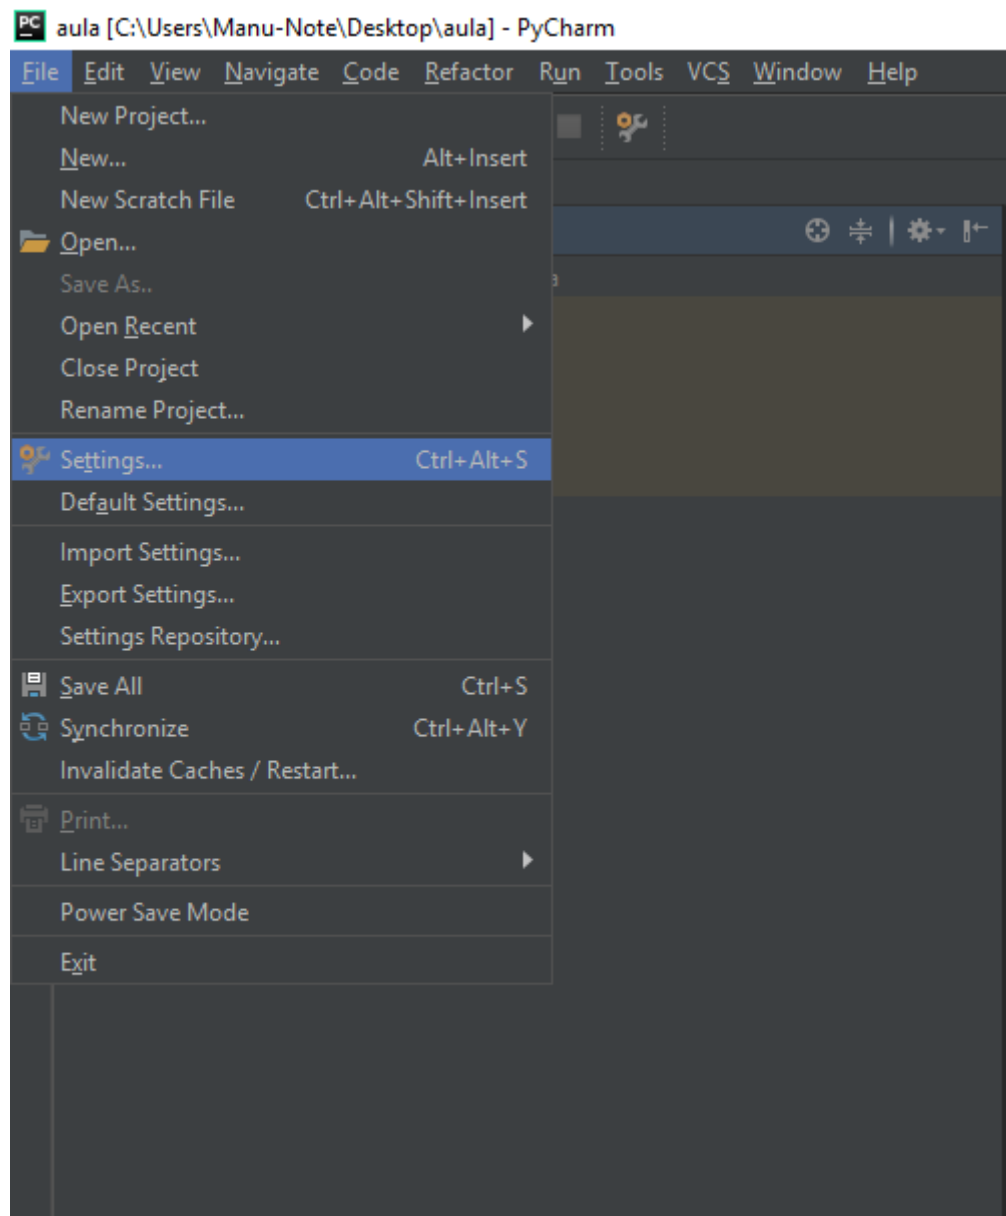 PC aula [C:\Users\Manu-Note\Desktop\aula] - PyCharm
File Edit View Navigate Code Refactor Run Tools VCS Window Help
New Project...
New... Alt+Insert
New Scratch File Ctrl+Alt+Shift+Insert
Open...
Save As..
Open Recent
Close Project
Rename Project...
Settings... Ctrl+Alt+S
Default Settings...
Import Settings...
Export Settings...
Settings Repository...
Save All Ctrl+S
Synchronize Ctrl+Alt+Y
Invalidate Caches / Restart...
Print...
Line Separators
Power Save Mode
Exit